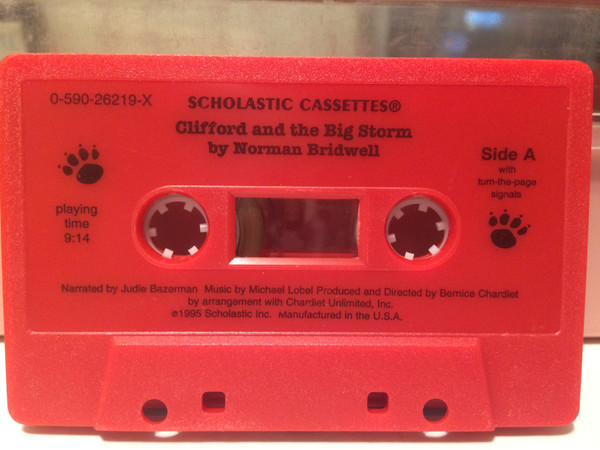 0-590-26219-X
SCHOLASTIC CASSETTES®
Clifford and the Big Storm
by Norman Bridwell
playing
time
9:14
Side A
with
turn-the-page
signals
Narrated by Judie Bazerman Music by Michael Lobel Produced and Directed by Bernice Chardiet
by arrangement with Chardiet Unlimited, Inc.
℗1995 Scholastic Inc. Manufactured in the U.S.A.